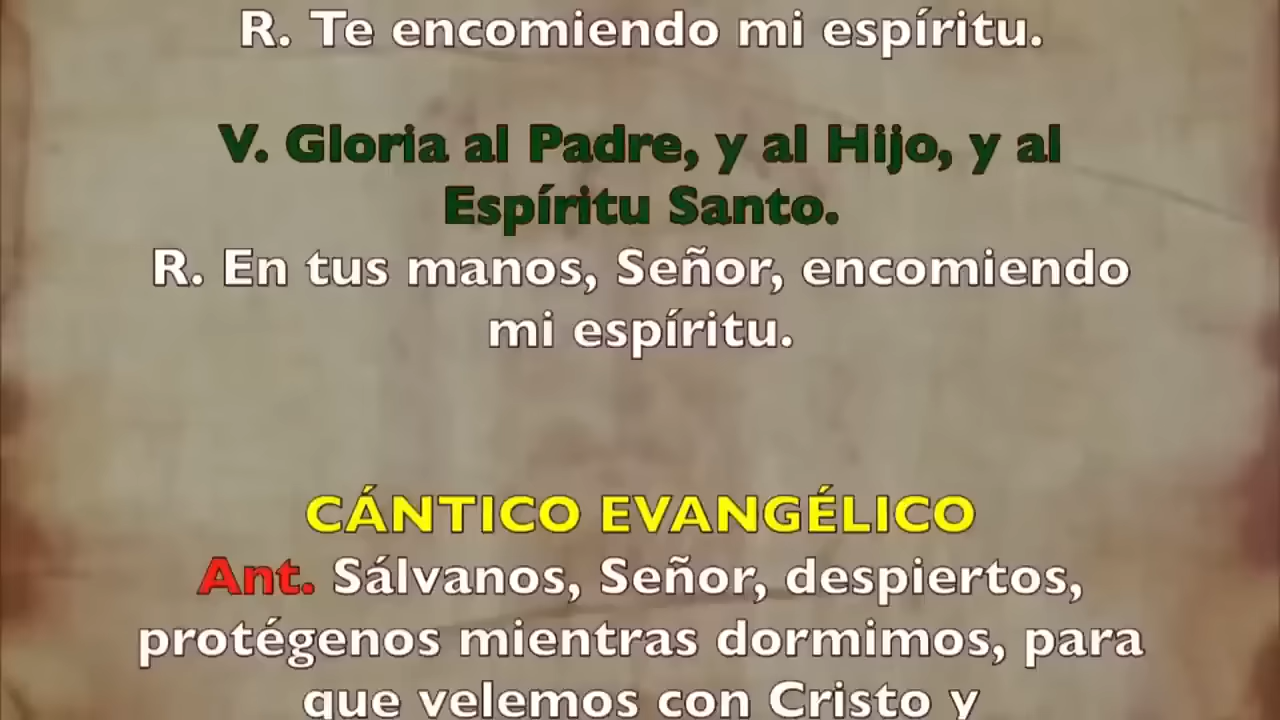 R. Te encomiendo mi espíritu.
V. Gloria al Padre, y al Hijo, y al
Espíritu Santo.
R. En tus manos, Señor, encomiendo
mi espíritu.
CÁNTICO EVANGÉLICO
Ant. Sálvanos, Señor, despiertos,
protégenos mientras dormimos, para
que velemos con Cristo y